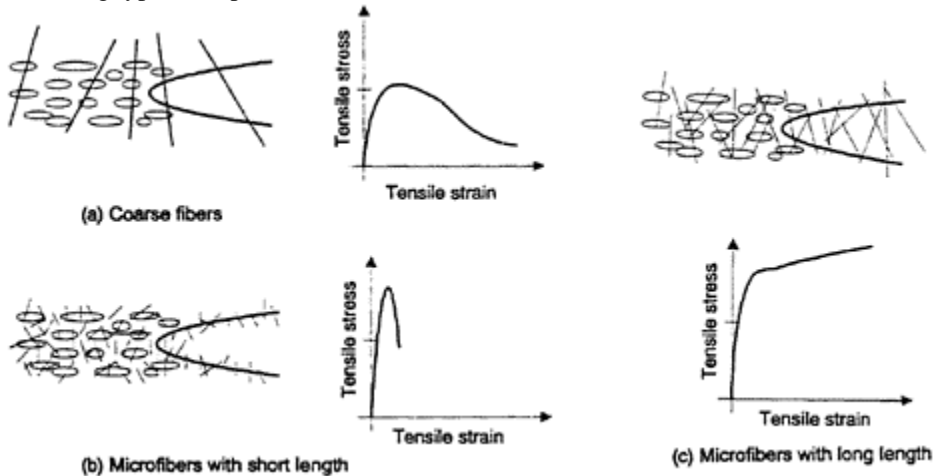 Tensile stress
Tensile strain
(a) Coarse fibers
Tensile stress
Tensile strain
(b) Microfibers with short length
Tensile stress
Tensile strain
(c) Microfibers with long length